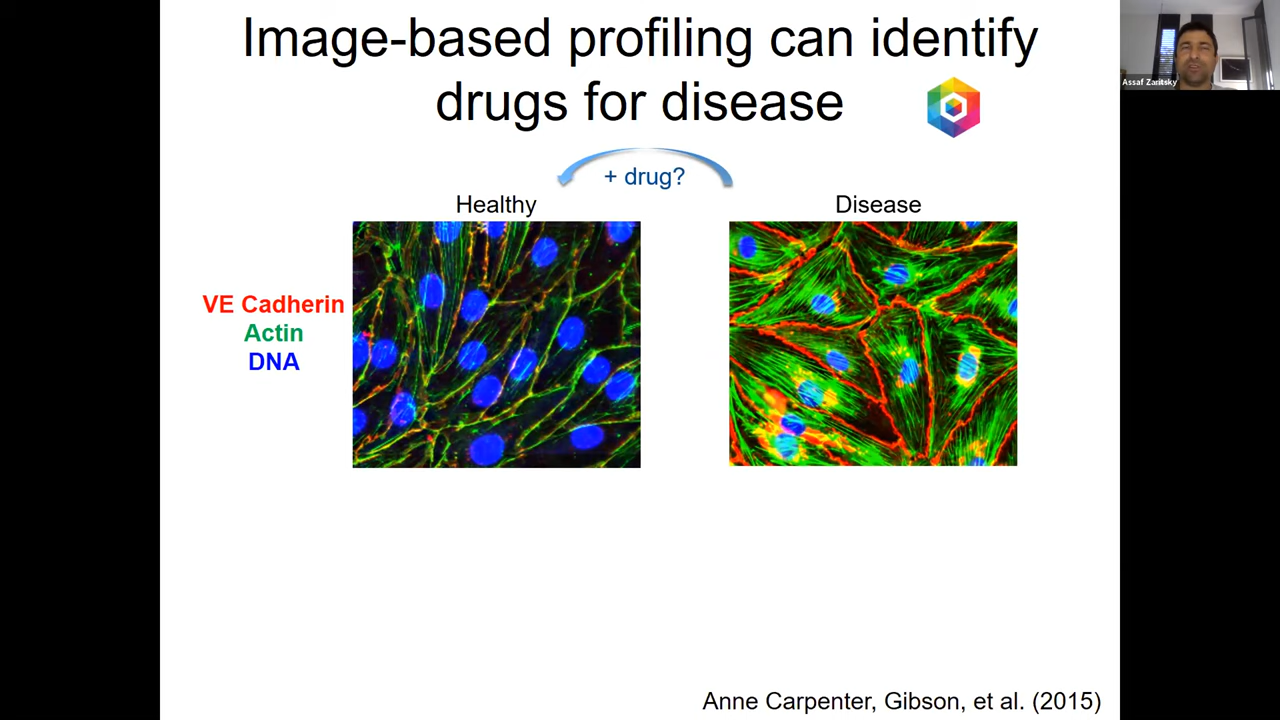 Image-based profiling can identify
drugs for disease
Assaf Zaritsky
+ drug?
Healthy
Disease
VE Cadherin
Actin
DNA
Anne Carpenter, Gibson, et al. (2015)